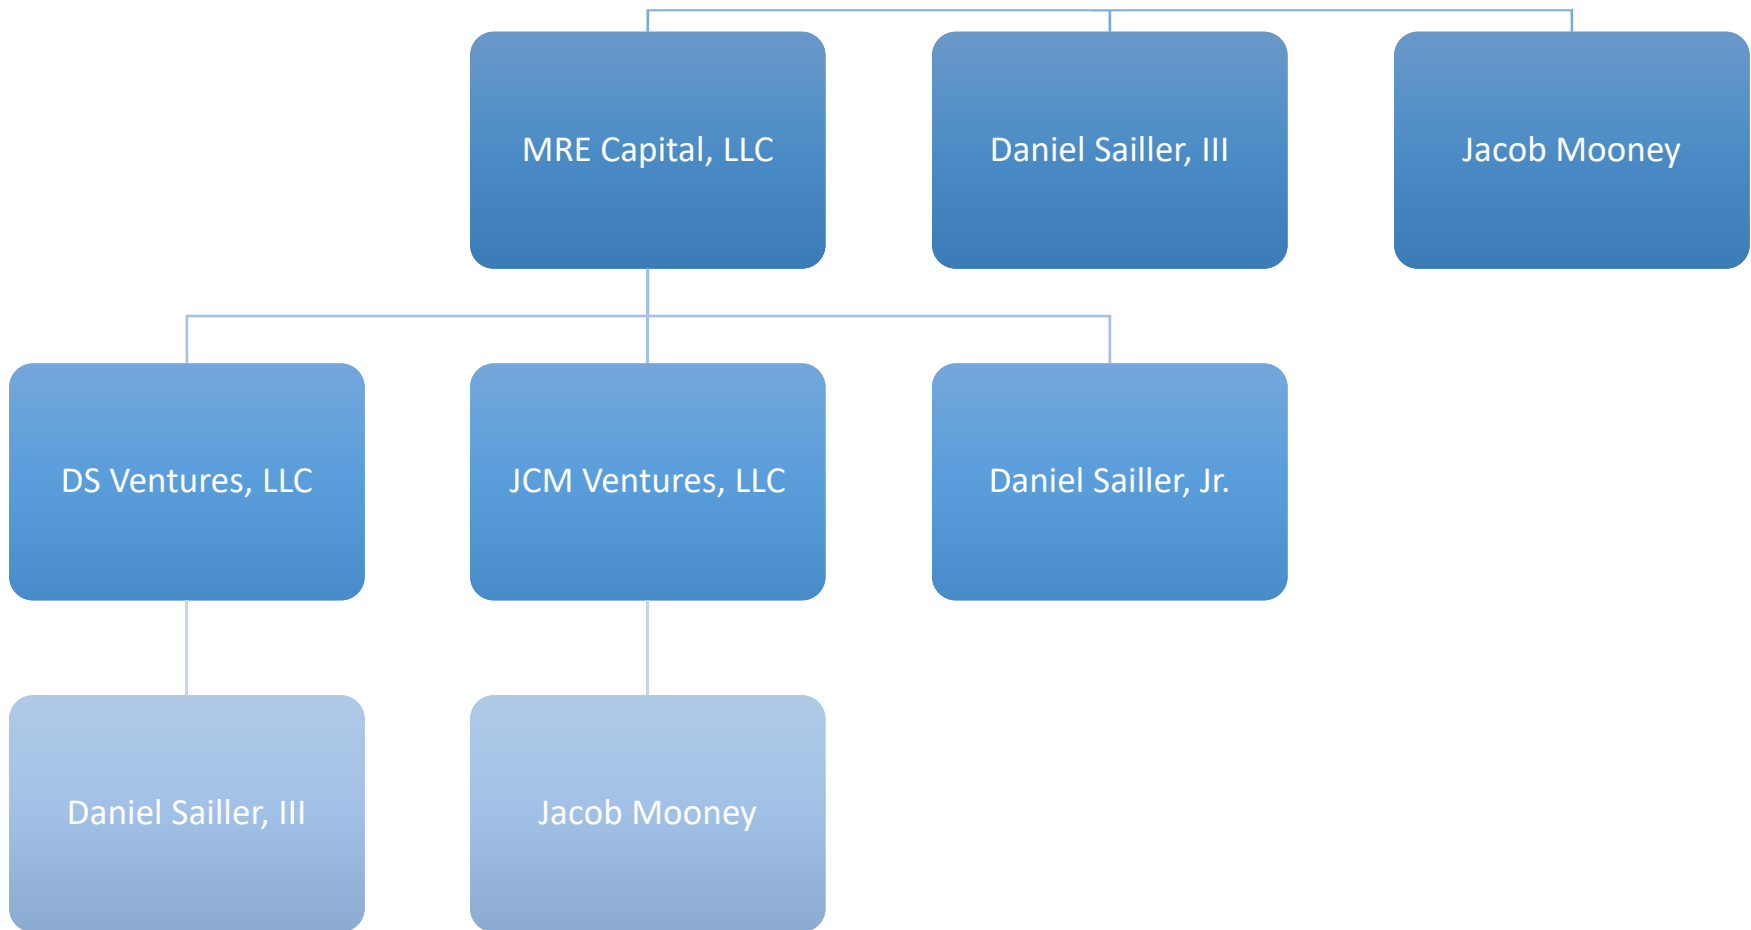 MRE Capital, LLC
Daniel Sailler, III
Jacob Mooney
DS Ventures, LLC
JCM Ventures, LLC
Daniel Sailler, Jr.
Daniel Sailler, III
Jacob Mooney